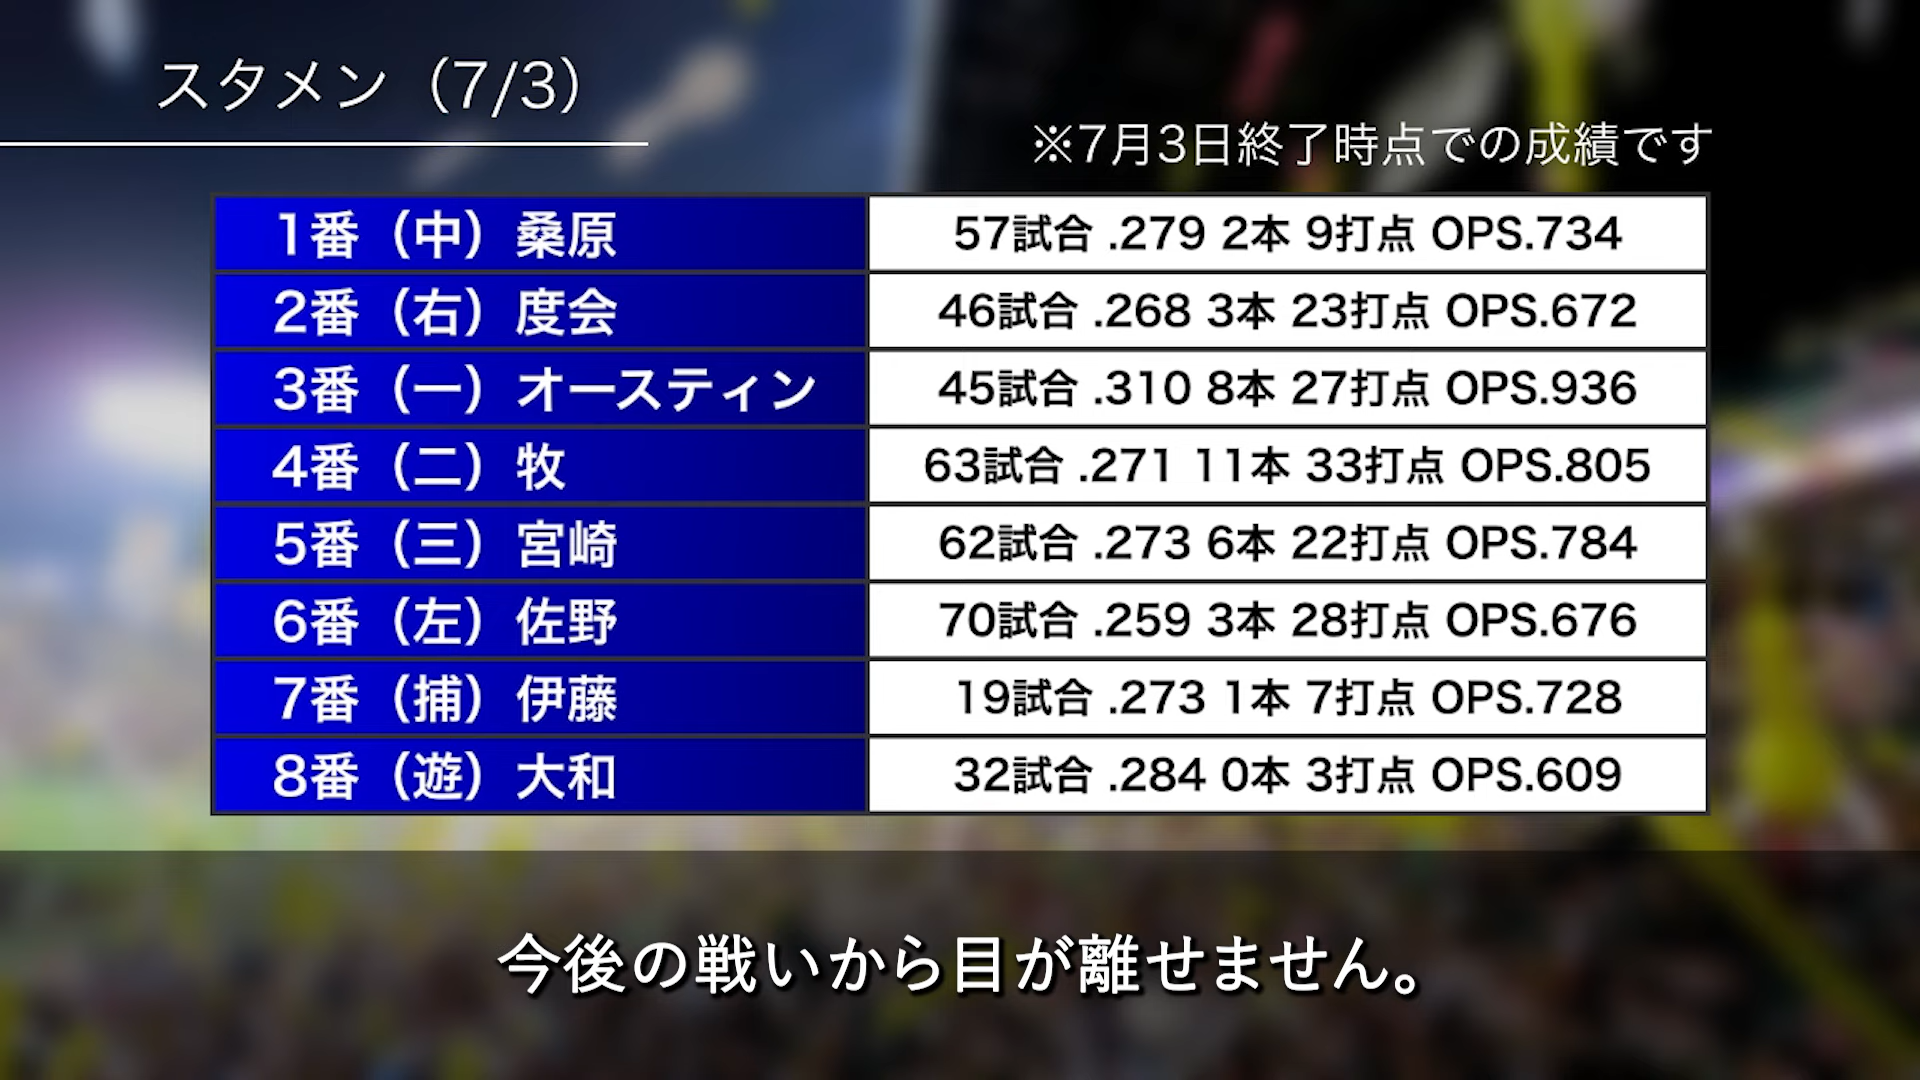 スタメン（7/3）
※7月3日終了時点での成績です
1番（中）桑原 57試合 .279 2本 9打点 OPS.734
2番（右）度会 46試合 .268 3本 23打点 OPS.672
3番（一）オースティン 45試合 .310 8本 27打点 OPS.936
4番（二）牧 63試合 .271 11本 33打点 OPS.805
5番（三）宮崎 62試合 .273 6本 22打点 OPS.784
6番（左）佐野 70試合 .259 3本 28打点 OPS.676
7番（捕）伊藤 19試合 .273 1本 7打点 OPS.728
8番（遊）大和 32試合 .284 0本 3打点 OPS.609
今後の戦いから目が離せません。